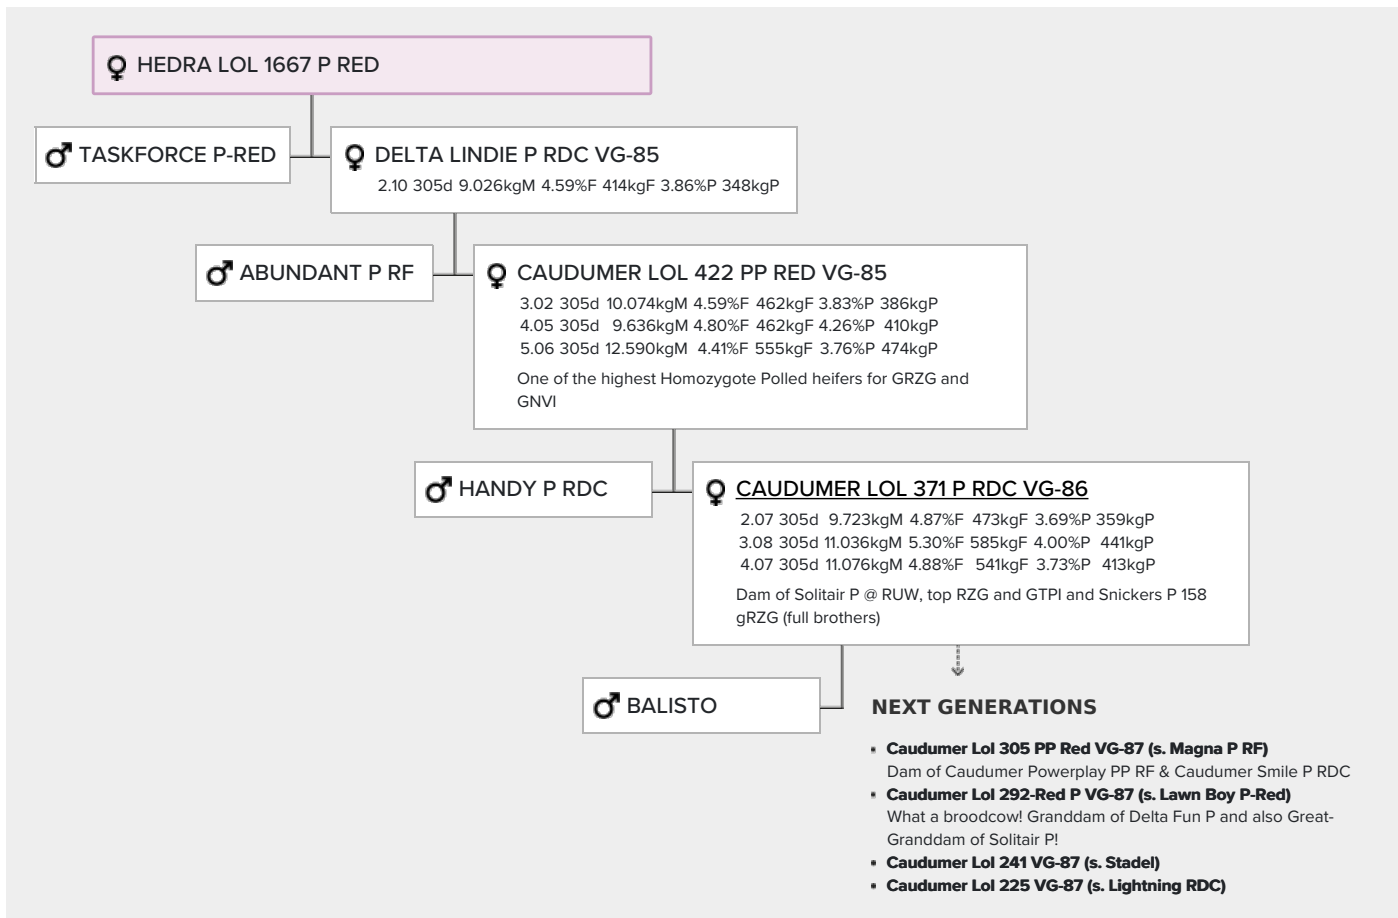 HEDRA LOL 1667 P RED
TASKFORCE P-RED
DELTA LINDIE P RDC VG-85
2.10 305d 9.026kgM 4.59%F 414kgF 3.86%P 348kgP
ABUNDANT P RF
CAUDUMER LOL 422 PP RED VG-85
3.02 305d 10.074kgM 4.59%F 462kgF 3.83%P 386kgP
4.05 305d 9.636kgM 4.80%F 462kgF 4.26%P 410kgP
5.06 305d 12.590kgM 4.41%F 555kgF 3.76%P 474kgP
One of the highest Homozygote Polled heifers for GRZG and
GNVI
HANDY P RDC
CAUDUMER LOL 371 P RDC VG-86
2.07 305d 9.723kgM 4.87%F 473kgF 3.69%P 359kgP
3.08 305d 11.036kgM 5.30%F 585kgF 4.00%P 441kgP
4.07 305d 11.076kgM 4.88%F 541kgF 3.73%P 413kgP
Dam of Solitair P @ RUW, top RZG and GTPI and Snickers P 158
gRZG (full brothers)
BALISTO
NEXT GENERATIONS
Caudumer Lol 305 PP Red VG-87 (s. Magna P RF)
Dam of Caudumer Powerplay PP RF & Caudumer Smile P RDC
Caudumer Lol 292-Red P VG-87 (s. Lawn Boy P-Red)
What a broodcow! Granddam of Delta Fun P and also Great-
Granddam of Solitair P!
Caudumer Lol 241 VG-87 (s. Stadel)
Caudumer Lol 225 VG-87 (s. Lightning RDC)